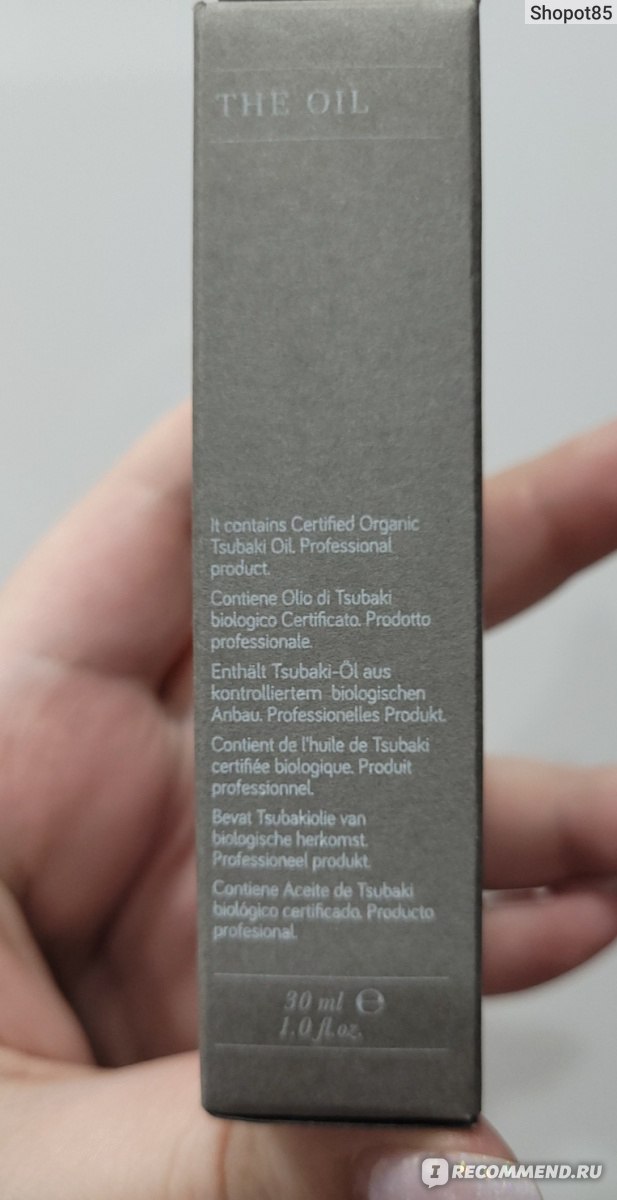 Shopot85
THE OIL
It contains Certified Organic
Tsubaki Oil. Professional
product.
Contiene Olio di Tsubaki
biologico Certificato. Prodotto
professionale.
Enthält Tsubaki-Öl aus
kontrolliertem biologischen
Anbau. Professionelles Produkt.
Contient de l'huile de Tsubaki
certifiée biologique. Produit
professionnel.
Bevat Tsubakiolie van
biologische herkomst.
Professioneel produkt.
Contiene Aceite de Tsubaki
biológico certificado. Producto
profesional.
30 ml ℮
1.0 fl.oz.
I RECOMMEND.RU